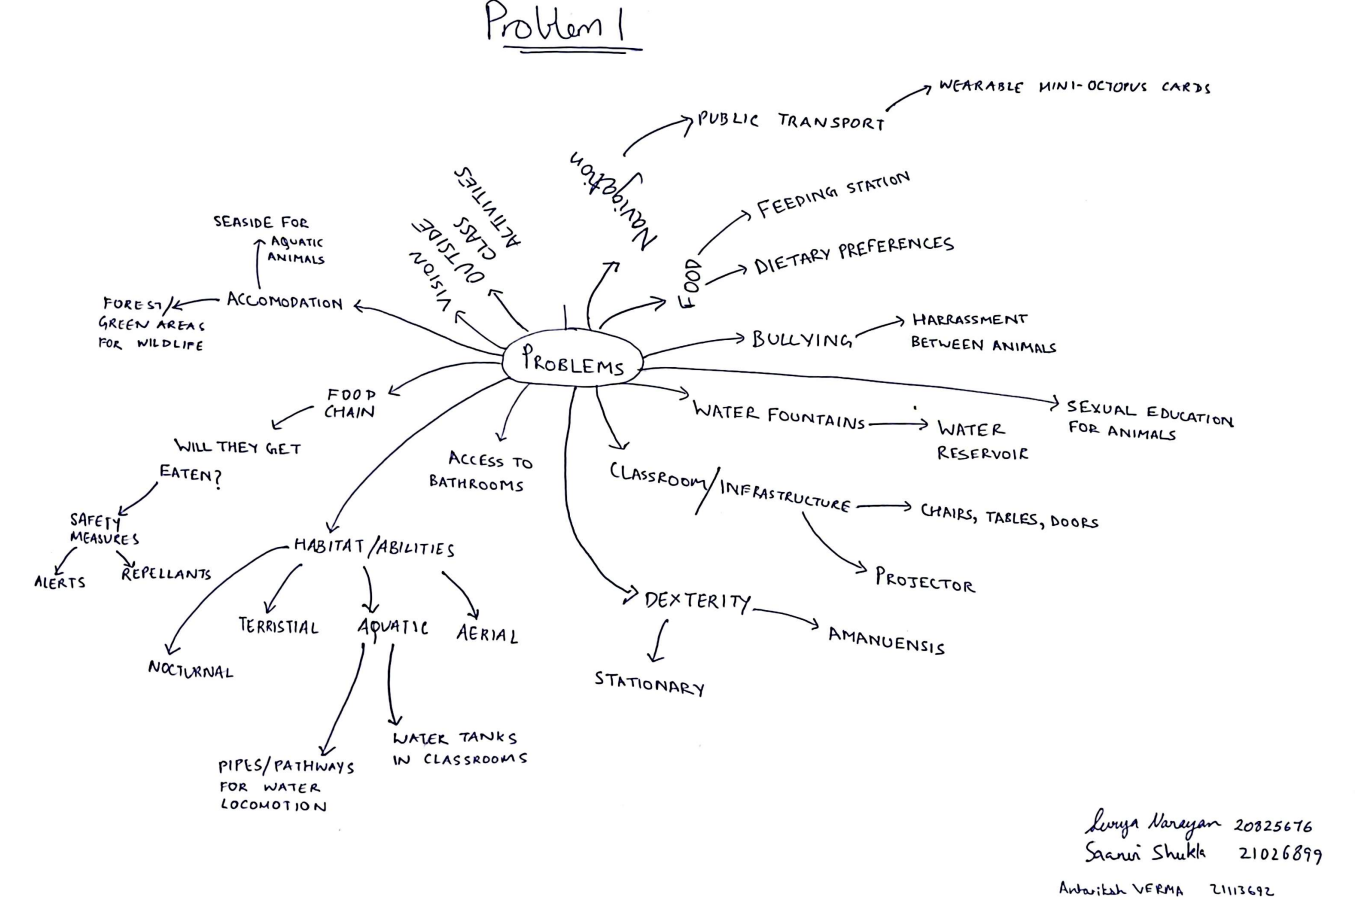 Problem 1
WEARABLE MINI-OCTOPUS CARDS
PUBLIC TRANSPORT
Navigation
FEEDING STATION
FOOD
DIETARY PREFERENCES
ACTIVITIES
CLASS
OUTSIDE
VISION
SEASIDE FOR
AQUATIC
ANIMALS
ACCOMODATION
FOREST/
GREEN AREAS
FOR WILDLIFE
PROBLEMS
BULLYING
HARRASSMENT
BETWEEN ANIMALS
SEXUAL EDUCATION
FOR ANIMALS
WATER FOUNTAINS
WATER
RESERVOIR
FOOD
CHAIN
WILL THEY GET
EATEN?
SAFETY
MEASURES
ALERTS
REPELLANTS
ACCESS TO
BATHROOMS
CLASSROOM/INFRASTRUCTURE
CHAIRS, TABLES, DOORS
PROJECTOR
HABITAT/ABILITIES
TERRISTIAL
AQUATIC
AERIAL
NOCTURNAL
DEXTERITY
AMANUENSIS
STATIONARY
WATER TANKS
IN CLASSROOMS
PIPES/PATHWAYS
FOR WATER
LOCOMOTION
Surya Narayan 20825676
Saanvi Shukla 21026899
Antariksh VERMA 21113692